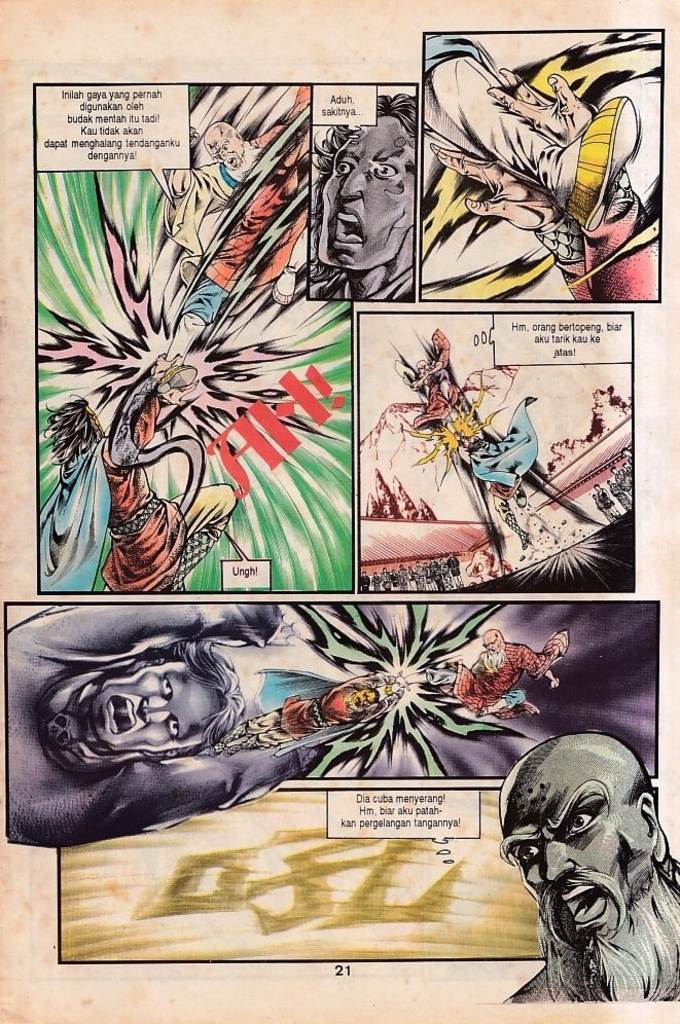 Inilah gaya yang pernah
digunakan oleh
budak mentah itu tadi!
Kau tidak akan
dapat menghalang tendanganku
dengannya!
Aduh,
sakitnya...
Ungh!
Hm, orang bertopeng, biar
aku tarik kau ke
atas!
Dia cuba menyerang!
Hm, biar aku patah-
kan pergelangan tangannya!
21